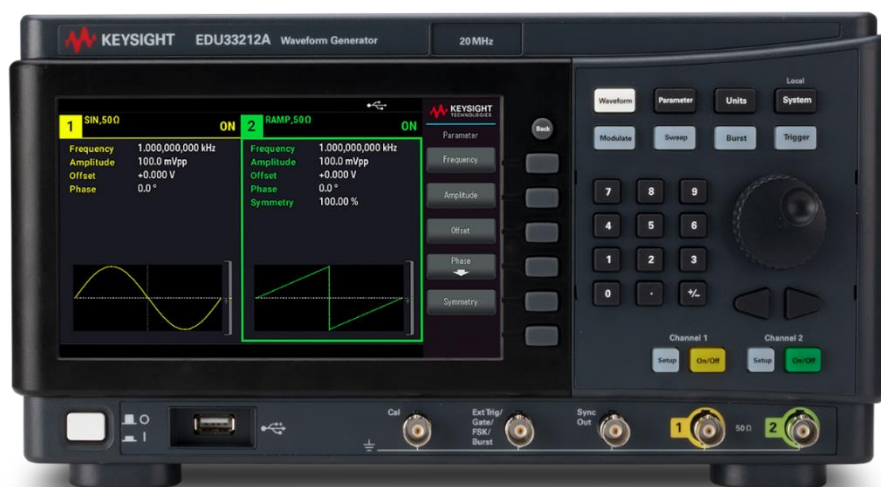 KEYSIGHT EDU33212A Waveform Generator 20 MHz
1 SIN,50Ω ON
Frequency 1.000,000,000 kHz
Amplitude 100.0 mVpp
Offset +0.000 V
Phase 0.0 °
2 RAMP,50Ω ON
Frequency 1.000,000,000 kHz
Amplitude 100.0 mVpp
Offset +0.000 V
Phase 0.0 °
Symmetry 100.00 %
KEYSIGHT
TECHNOLOGIES
Parameter
Frequency
Amplitude
Offset
Phase
Symmetry
Back
Local
Waveform Parameter Units System
Modulate Sweep Burst Trigger
7 8 9
4 5 6
1 2 3
0 . +/−
Channel 1 Channel 2
Setup On/Off Setup On/Off
Cal
Ext Trig/
Gate/
FSK/
Burst
Sync
Out
1 50Ω 2